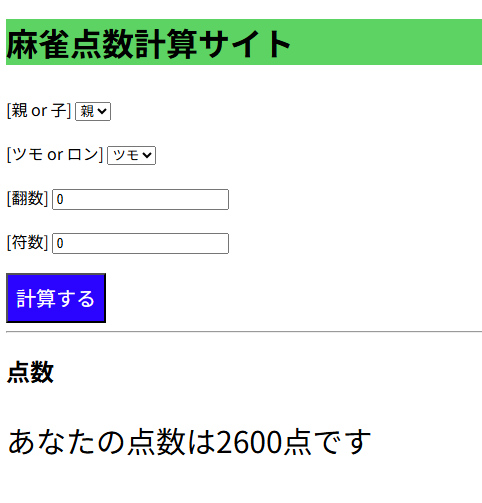 麻雀点数計算サイト
[親 or 子] 親
[ツモ or ロン] ツモ
[翻数] 0
[符数] 0
計算する
点数
あなたの点数は2600点です